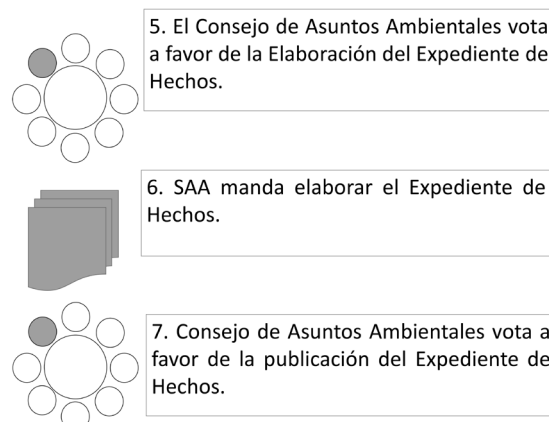 5. El Consejo de Asuntos Ambientales vota
a favor de la Elaboración del Expediente de
Hechos.
6. SAA manda elaborar el Expediente de
Hechos.
7. Consejo de Asuntos Ambientales vota a
favor de la publicación del Expediente de
Hechos.